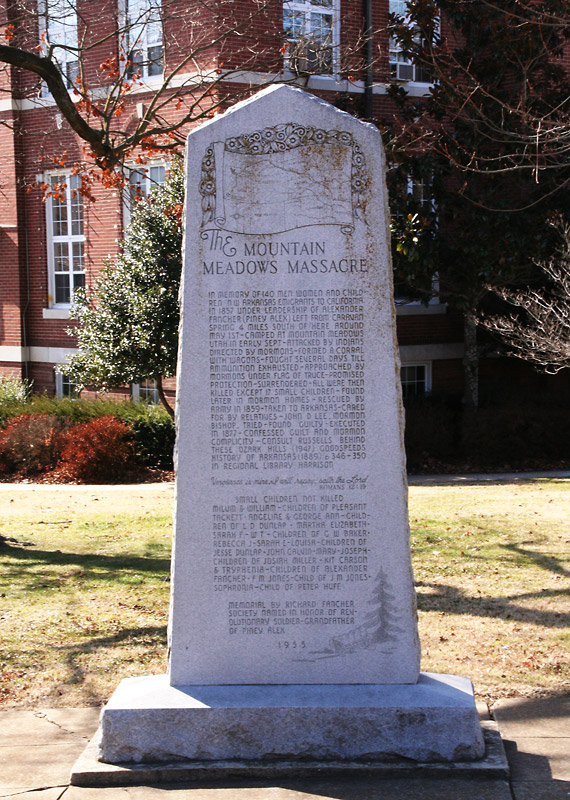 The MOUNTAIN
MEADOWS MASSACRE
IN MEMORY OF 140 MEN WOMEN AND CHILD-
REN-N W ARKANSAS EMIGRANTS TO CALIFORNIA
IN 1857 UNDER LEADERSHIP OF ALEXANDER
FANCHER (PINEY ALEX) LEFT FROM CARAVAN
SPRING 4 MILES SOUTH OF HERE AROUND
MAY 1ST-CAMPED AT MOUNTAIN MEADOWS
UTAH IN EARLY SEPT-ATTACKED BY INDIANS
DIRECTED BY MORMONS-FORMED A CORRAL
WITH WAGONS-FOUGHT SEVERAL DAYS TILL
AMMUNITION EXHAUSTED-APPROACHED BY
MORMONS UNDER FLAG OF TRUCE-PROMISED
PROTECTION-SURRENDERED-ALL WERE THEN
KILLED EXCEPT 17 SMALL CHILDREN-FOUND
LATER IN MORMON HOMES-RESCUED BY
ARMY IN 1859-TAKEN TO ARKANSAS-CARED
FOR BY RELATIVES-JOHN D LEE, MORMON
BISHOP, TRIED-FOUND GUILTY-EXECUTED
IN 1877-CONFESSED GUILT AND MORMON
COMPLICITY-CONSULT RUSSELLS BEHIND
THESE OZARK HILLS (1947) GOODSPEEDS
HISTORY OF ARKANSAS (1889) p 346-350
IN REGIONAL LIBRARY HARRISON
Vengeance is mine; I will repay, saith the Lord
ROMANS 12:19
SMALL CHILDREN NOT KILLED
MILUM & WILLIAM-CHILDREN OF PLEASANT
TACKETT-ANGELINE & GEORGE ANN-CHILD-
REN OF L D DUNLAP-MARTHA ELIZABETH-
SARAH F-W T-CHILDREN OF G W BAKER-
REBECCA J-SARAH E-LOUISA-CHILDREN OF
JESSE DUNLAP-JOHN CALVIN-MARY-JOSEPH-
CHILDREN OF JOSIAH MILLER-KIT CARSON
& TRYPHENIA-CHILDREN OF ALEXANDER
FANCHER-F M JONES-CHILD OF J M JONES-
SOPHRONIA-CHILD OF PETER HUFF
MEMORIAL BY RICHARD FANCHER
SOCIETY NAMED IN HONOR OF REV-
OLUTIONARY SOLDIER-GRANDFATHER
OF PINEY ALEX
1955